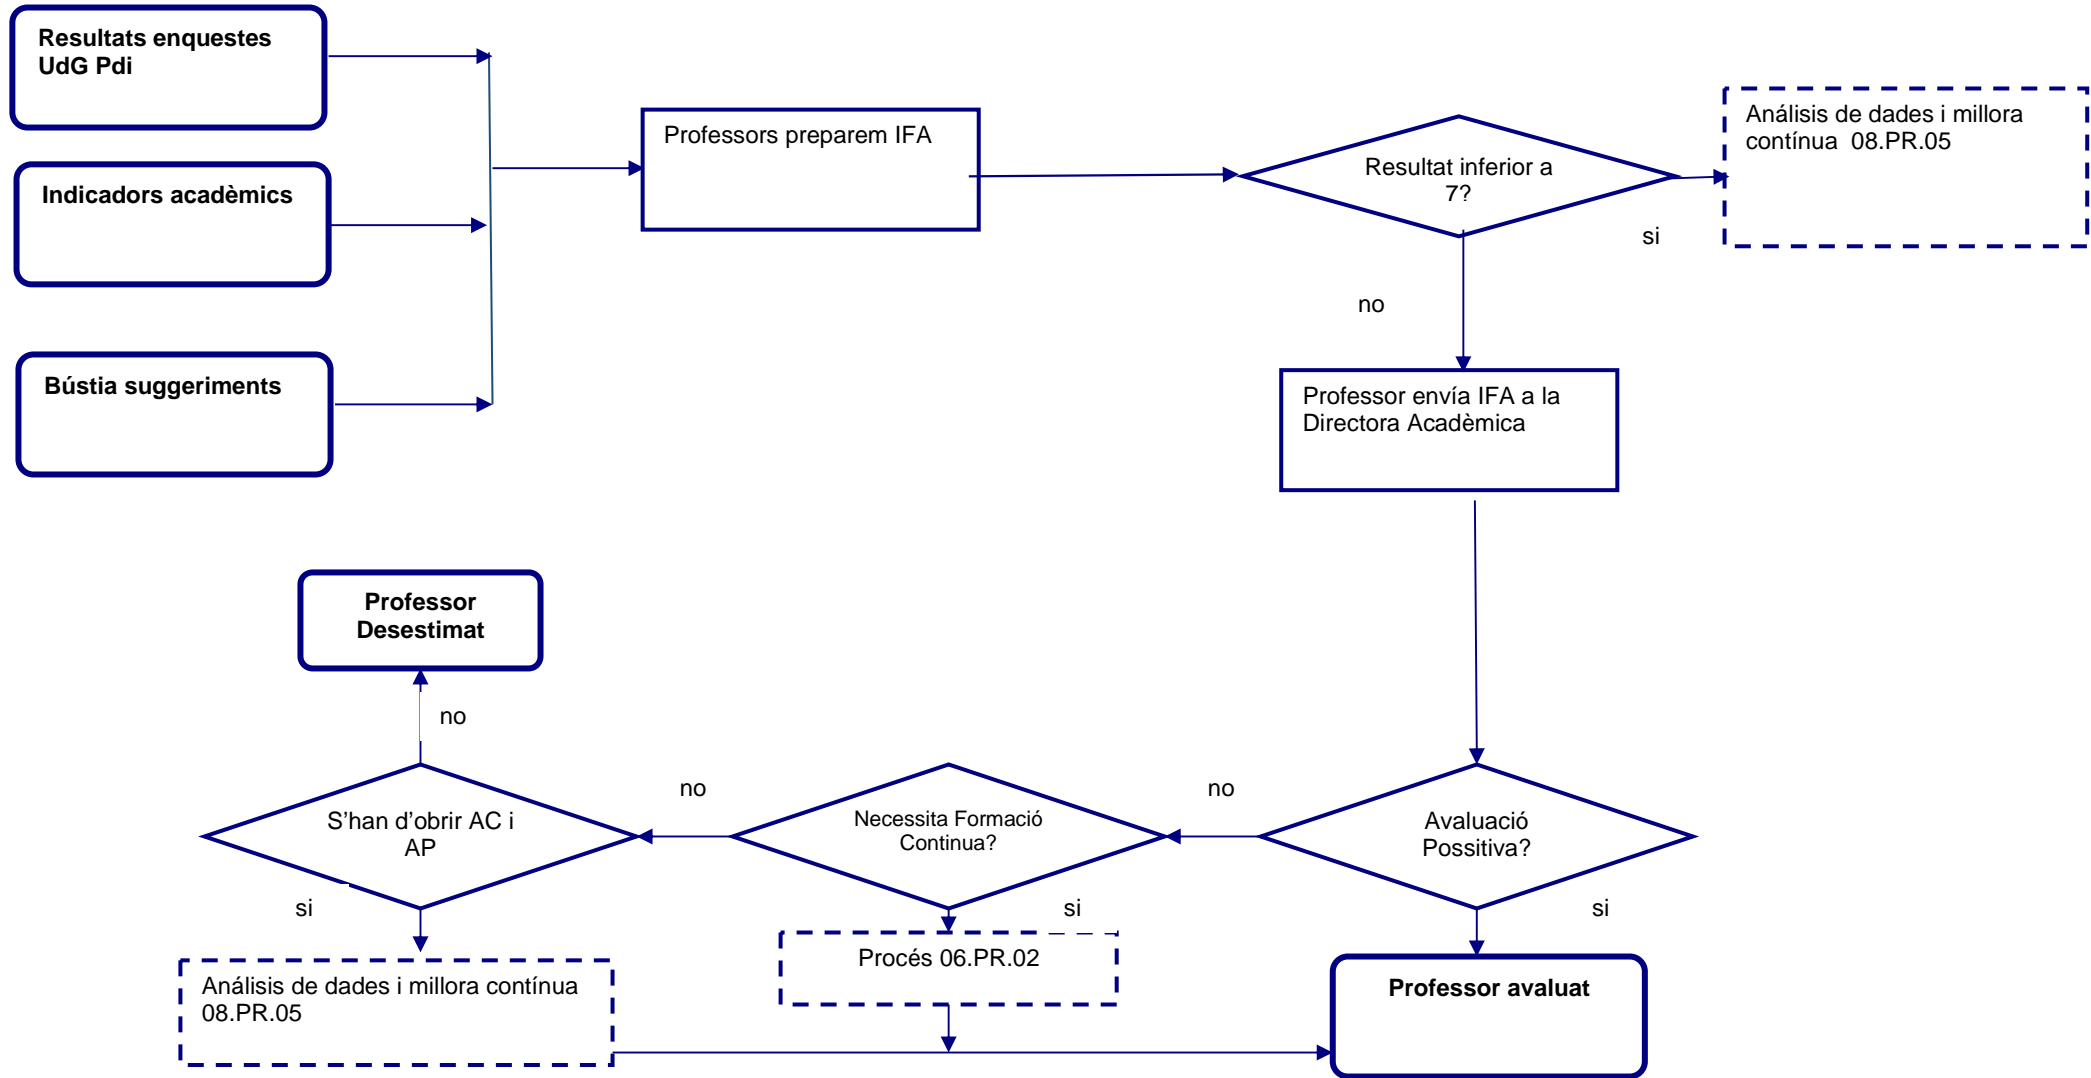 Resultats enquestes
UdG Pdi
Indicadors acadèmics
Bústia suggeriments
Professors preparem IFA
Resultat inferior a
7?
si
Análisis de dades i millora
contínua 08.PR.05
no
Professor envía IFA a la
Directora Acadèmica
Professor
Desestimat
no
S'han d'obrir AC i
AP
no
Necessita Formació
Continua?
no
Avaluació
Possitiva?
si
si
si
Análisis de dades i millora contínua
08.PR.05
Procés 06.PR.02
Professor avaluat